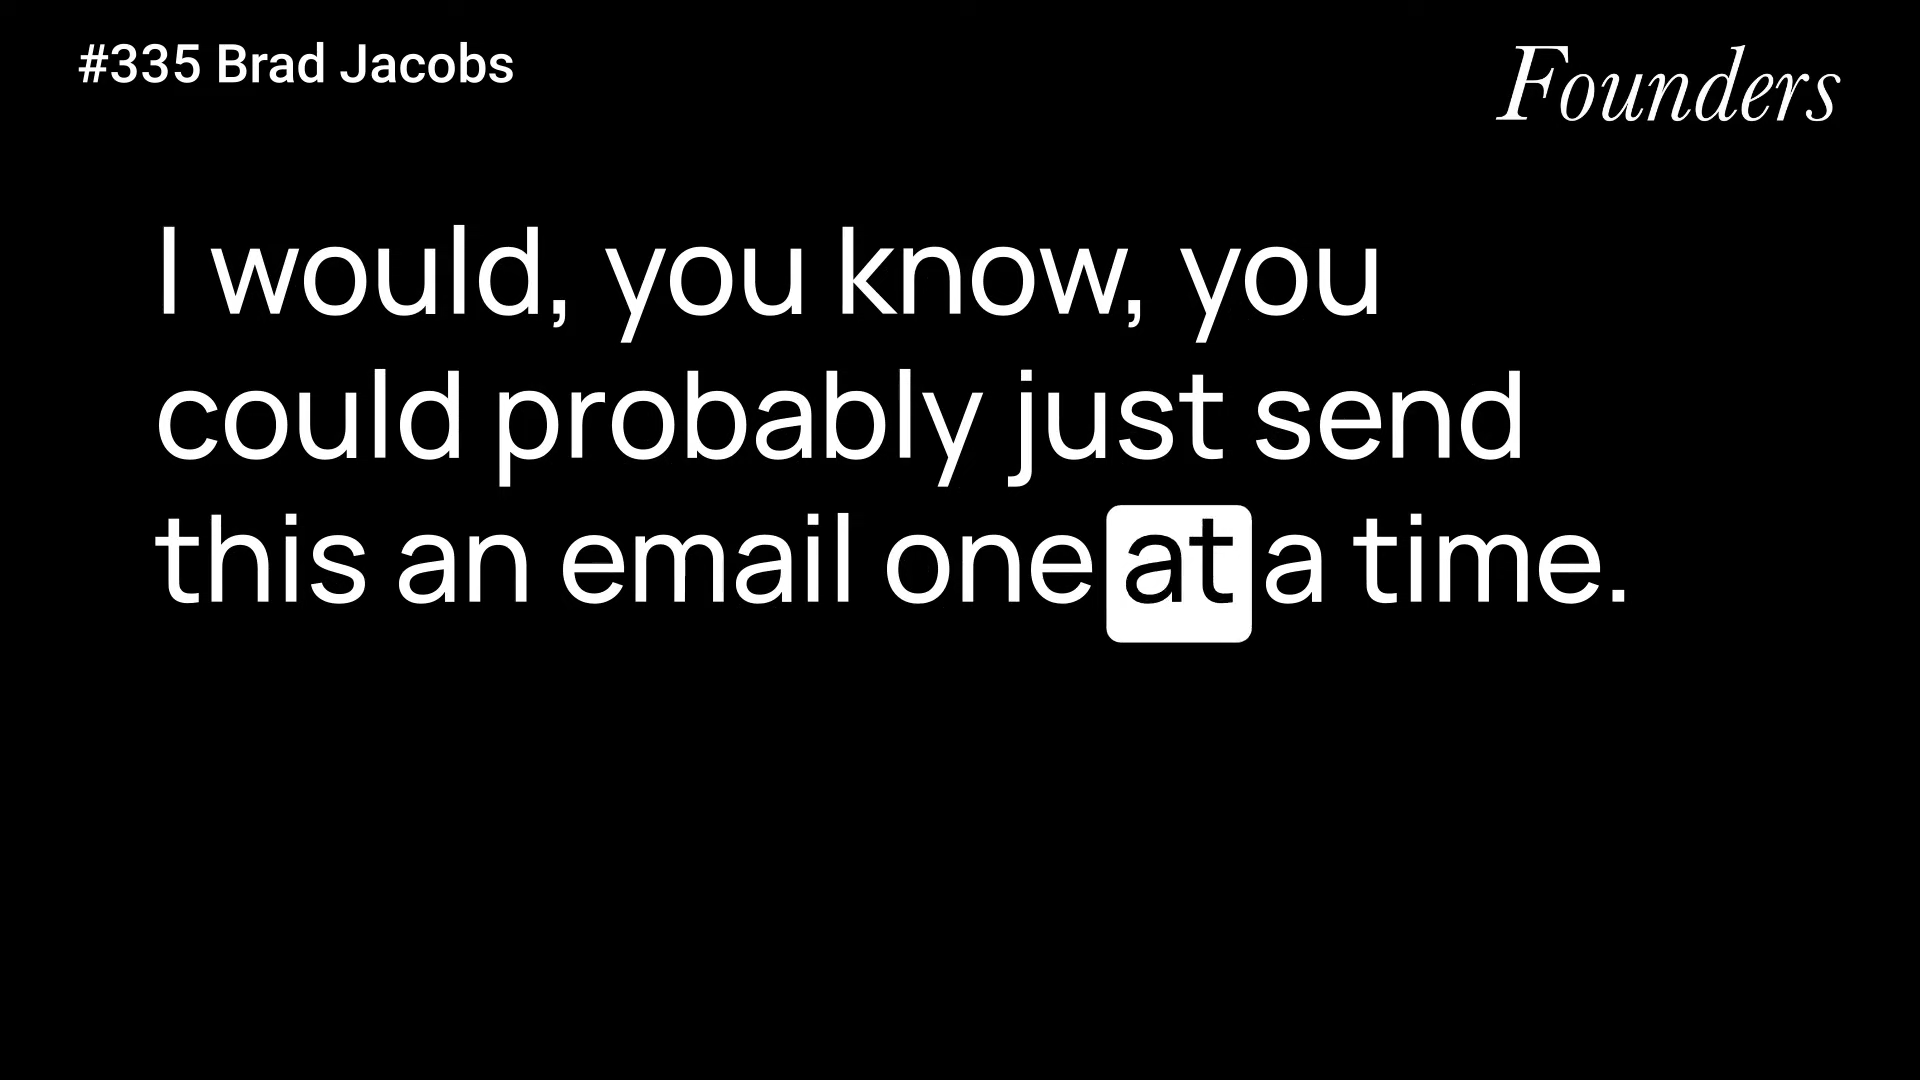 #335 Brad Jacobs
Founders
I would, you know, you
could probably just send
this an email one at a time.